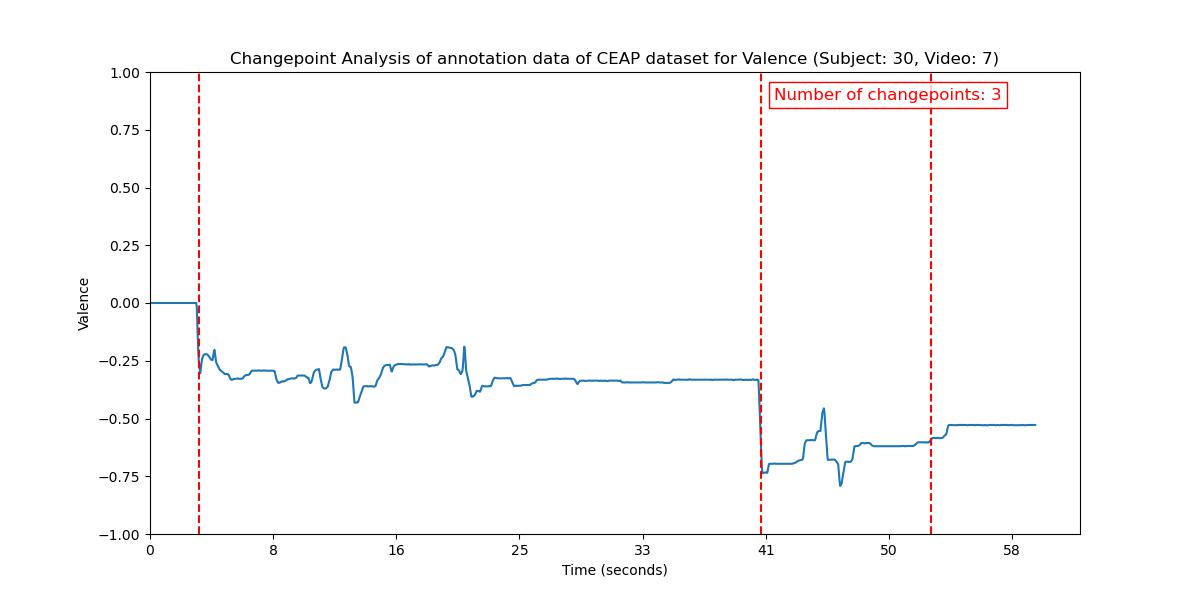 Changepoint Analysis of annotation data of CEAP dataset for Valence (Subject: 30, Video: 7)
Number of changepoints: 3
1.00
0.75
0.50
0.25
0.00
−0.25
−0.50
−0.75
−1.00
Valence
0 8 16 25 33 41 50 58
Time (seconds)